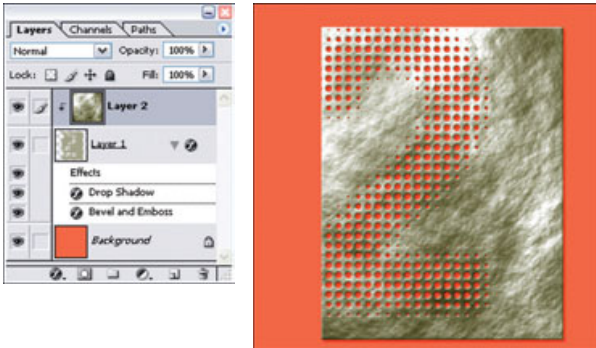 Layers Channels Paths
Normal Opacity: 100%
Lock: Fill: 100%
Layer 2
Layer 1
Effects
Drop Shadow
Bevel and Emboss
Background